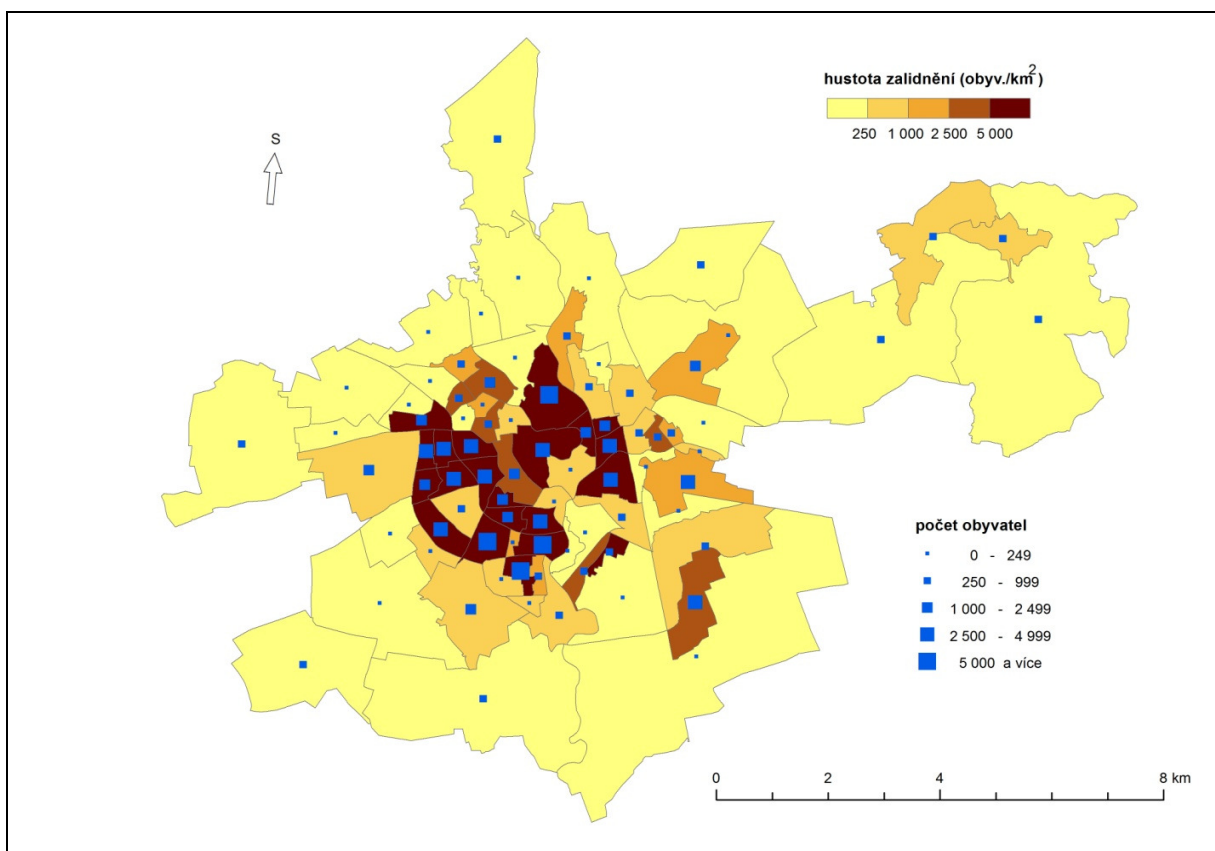 hustota zalidnění (obyv./km2)
250 1 000 2 500 5 000
S
počet obyvatel
0 - 249
250 - 999
1 000 - 2 499
2 500 - 4 999
5 000 a více
0 2 4 6 8 km